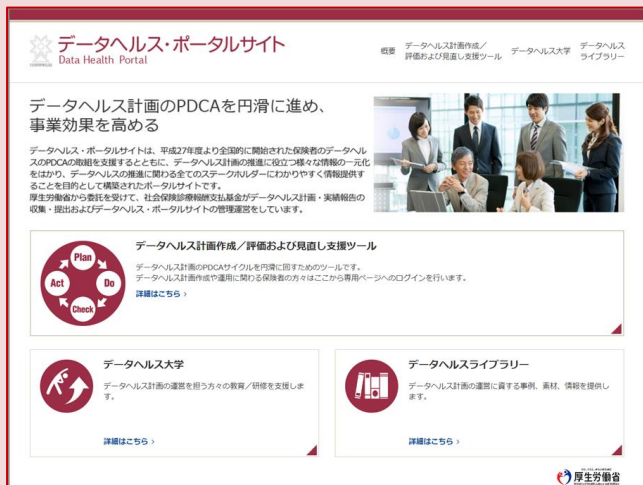 データヘルス・ポータルサイト
Data Health Portal
概要
データヘルス計画作成／
評価および見直し支援ツール
データヘルス大学
データヘルス
ライブラリー
データヘルス計画のPDCAを円滑に進め、
事業効果を高める
データヘルス・ポータルサイトは、平成27年度より全国的に開始された保険者のデータヘル
スのPDCAの取組を支援するとともに、データヘルス計画の推進に役立つ様々な情報の一元化
をはかり、データヘルスの推進に関わる全てのステークホルダーにわかりやすく情報提供す
ることを目的として構築されたポータルサイトです。
厚生労働省から委託を受けて、社会保険診療報酬支払基金がデータヘルス計画・実績報告の
収集・提出およびデータヘルス・ポータルサイトの管理運営をしています。
Plan
Do
Check
Act
データヘルス計画作成／評価および見直し支援ツール
データヘルス計画のPDCAサイクルを円滑に回すためのツールです。
データヘルス計画作成や運用に関わる保険者の方々はここから専用ページへのログインを行います。
詳細はこちら ›
データヘルス大学
データヘルス計画の運営を担う方々の教育／研修を支援しま
す。
詳細はこちら ›
データヘルスライブラリー
データヘルス計画の運営に資する事例、素材、情報を提供し
ます。
詳細はこちら ›
厚生労働省